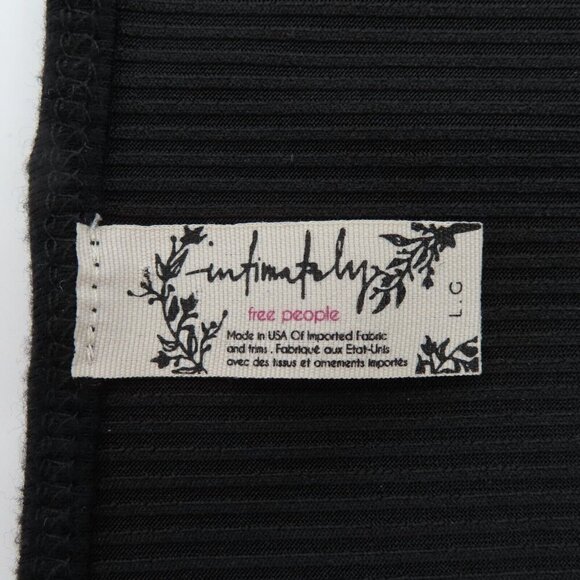 intimately
free people
Made in USA Of Imported Fabric
and trims . Fabriqué aux Etat-Unis
avec des tissus et ornements importés
L.G